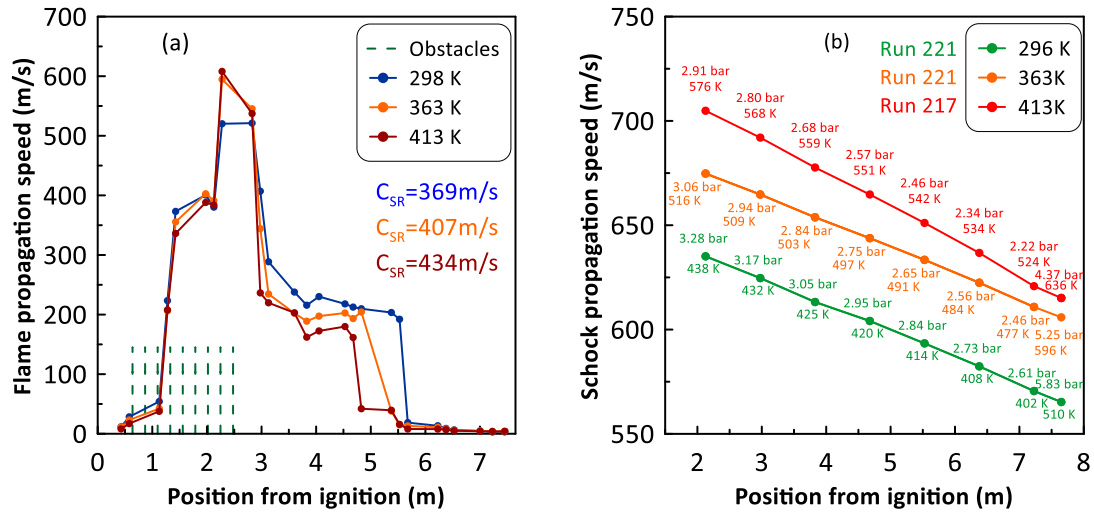 700
600
500
400
300
200
100
0
Flame propagation speed (m/s)
(a)
Obstacles
298 K
363 K
413 K
C_SR=369m/s
C_SR=407m/s
C_SR=434m/s
0 1 2 3 4 5 6 7
Position from ignition (m)
750
700
650
600
550
Schock propagation speed (m/s)
(b)
Run 221
Run 221
Run 217
296 K
363K
413K
2.91 bar
576 K
2.80 bar
568 K
2.68 bar
559 K
2.57 bar
551 K
2.46 bar
542 K
2.34 bar
534 K
2.22 bar
524 K
4.37 bar
636 K
3.06 bar
516 K
2.94 bar
509 K
2.84 bar
503 K
2.75 bar
497 K
2.65 bar
491 K
2.56 bar
484 K
2.46 bar
477 K
5.25 bar
596 K
3.28 bar
438 K
3.17 bar
432 K
3.05 bar
425 K
2.95 bar
420 K
2.84 bar
414 K
2.73 bar
408 K
2.61 bar
402 K
5.83 bar
510 K
2 3 4 5 6 7 8
Position from ignition (m)